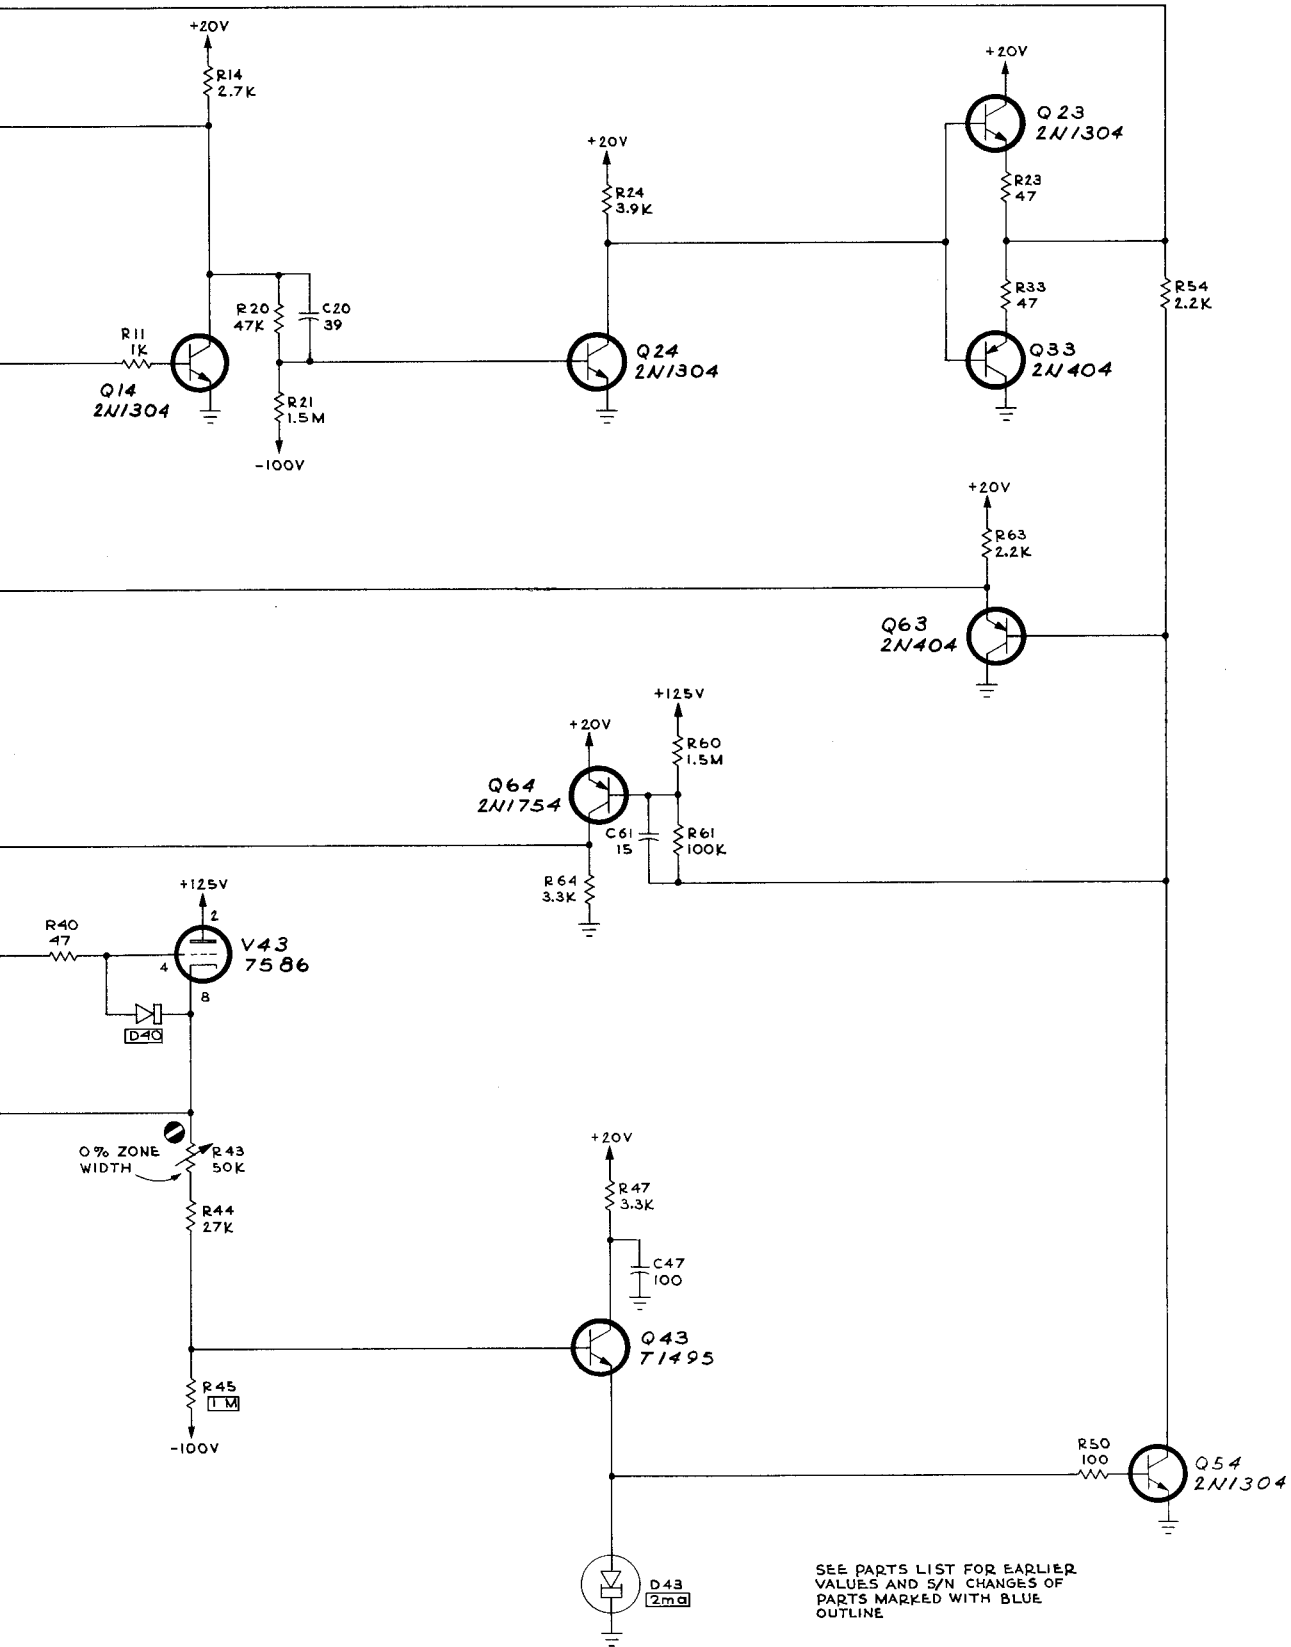 +20V
R14
2.7K
+20V
Q23
2N1304
+20V
R24
3.9K
R23
47
R20
47K
C20
39
R33
47
R54
2.2K
R11
1K
Q14
2N1304
Q24
2N1304
Q33
2N404
R21
1.5M
-100V
+20V
R63
2.2K
Q63
2N404
+125V
+20V
R60
1.5M
Q64
2N1754
C61
15
R61
100K
R64
3.3K
+125V
2
R40
47
V43
7586
4
8
D40
0% ZONE
WIDTH
R43
50K
R44
27K
+20V
R47
3.3K
C47
100
Q43
T1495
R45
1M
-100V
R50
100
Q54
2N1304
D43
2ma
SEE PARTS LIST FOR EARLIER
VALUES AND S/N CHANGES OF
PARTS MARKED WITH BLUE
OUTLINE